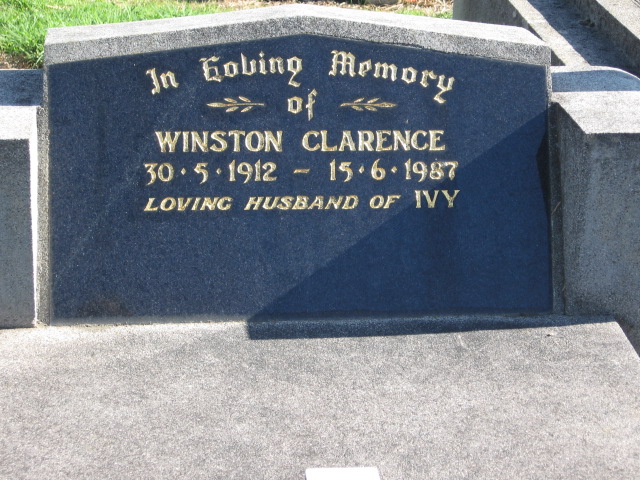 In Loving Memory
of
WINSTON CLARENCE
30·5·1912 - 15·6·1987
LOVING HUSBAND OF IVY